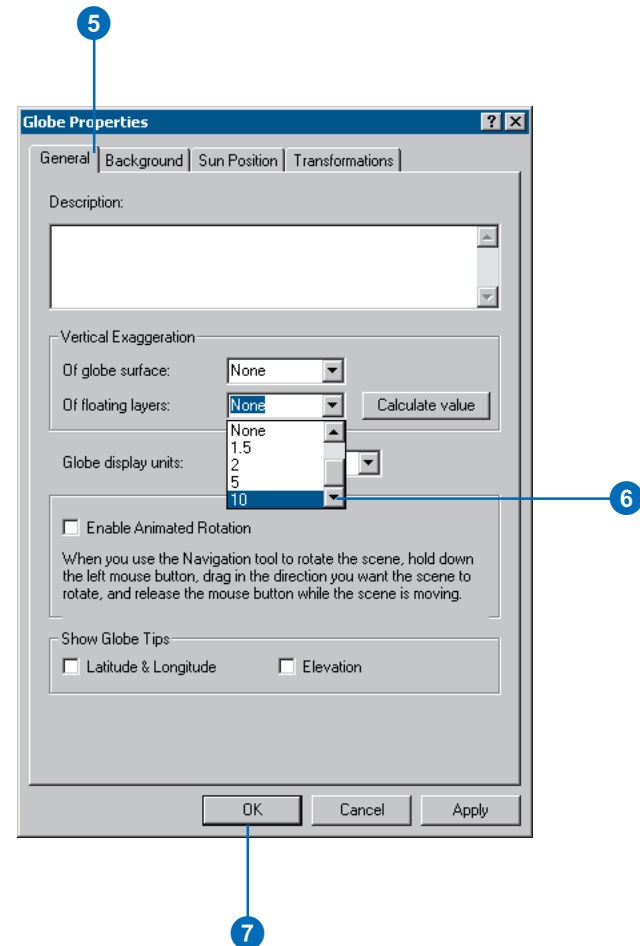 5
Globe Properties
General Background Sun Position Transformations
Description:
Vertical Exaggeration
Of globe surface: None
Of floating layers: None Calculate value
None
1.5
Globe display units: 2
5
10 6
Enable Animated Rotation
When you use the Navigation tool to rotate the scene, hold down
the left mouse button, drag in the direction you want the scene to
rotate, and release the mouse button while the scene is moving.
Show Globe Tips
Latitude & Longitude Elevation
OK Cancel Apply
7